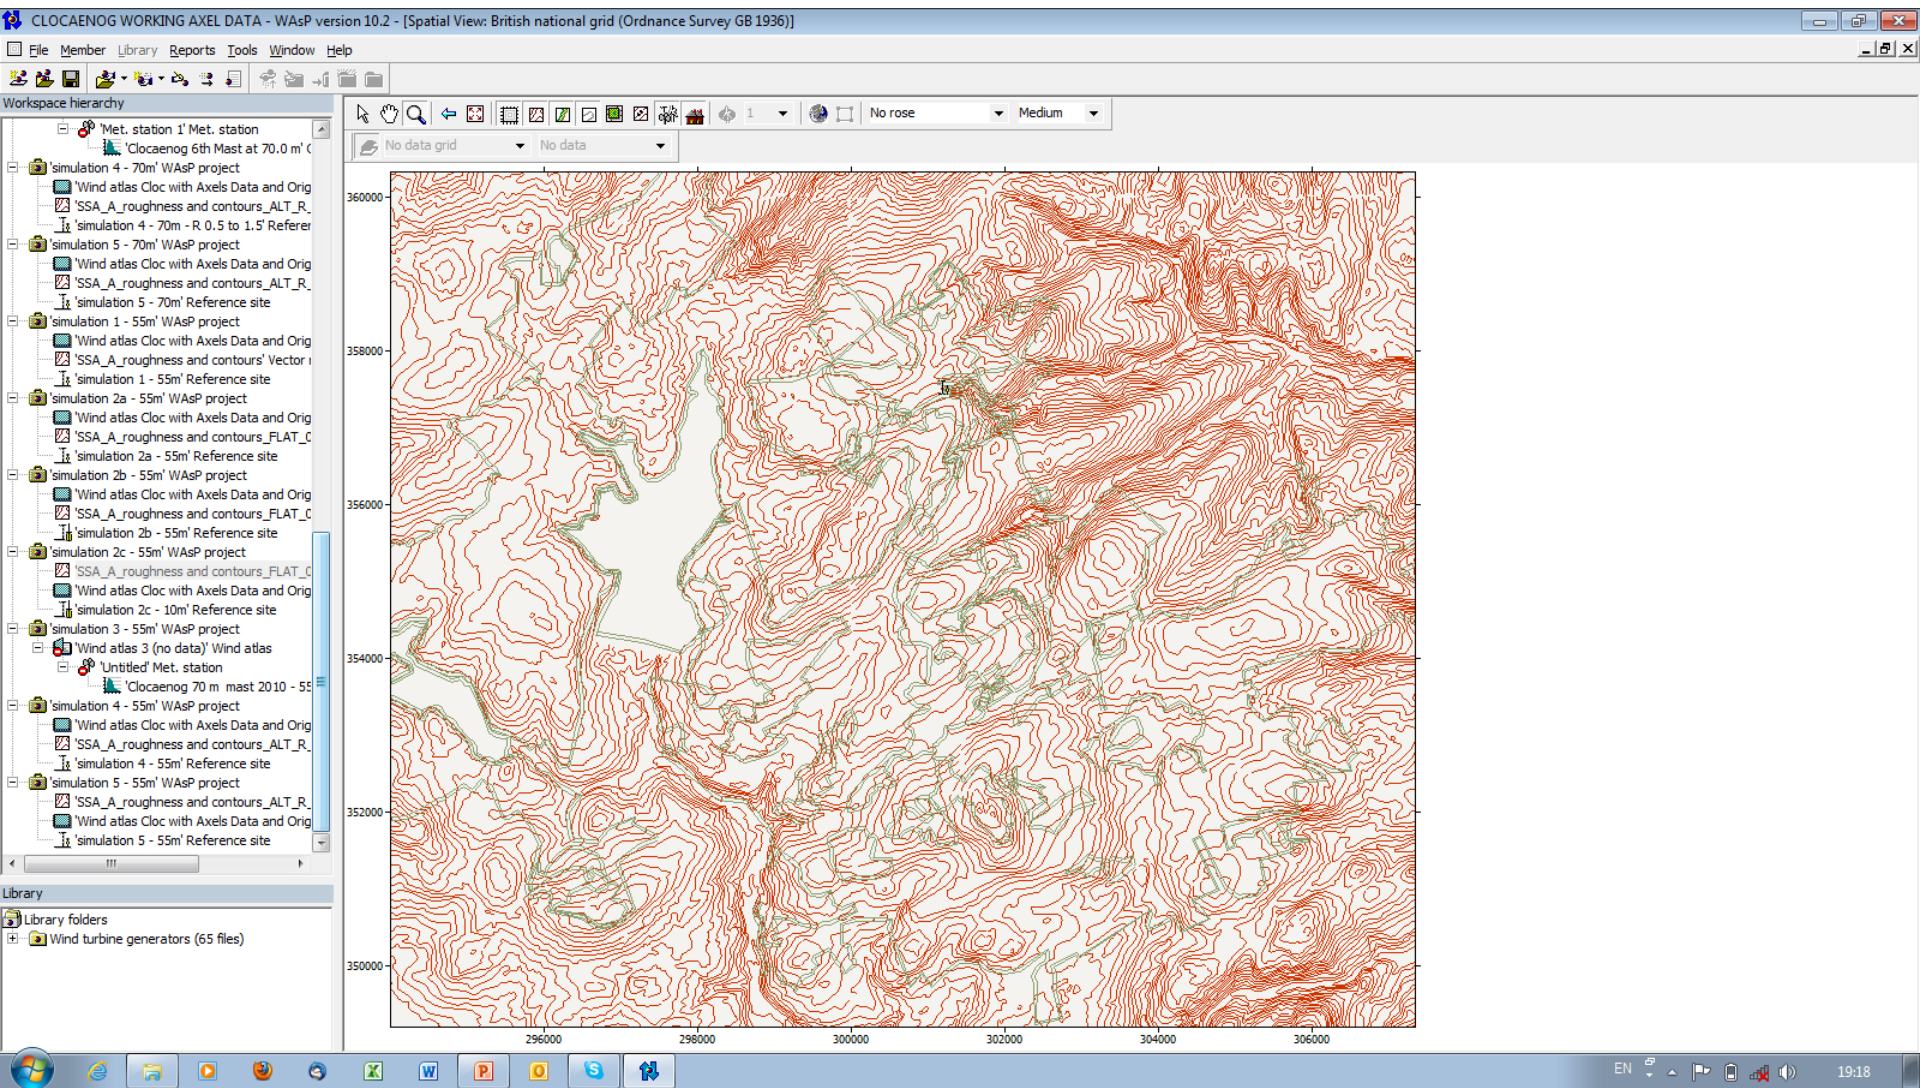 CLOCAENOG WORKING AXEL DATA - WAsP version 10.2 - [Spatial View: British national grid (Ordnance Survey GB 1936)]
File Member Library Reports Tools Window Help
Workspace hierarchy
'Met. station 1' Met. station
'Clocaenog 6th Mast at 70.0 m' (
'simulation 4 - 70m' WAsP project
'Wind atlas Cloc with Axels Data and Orig
'SSA_A_roughness and contours_ALT_R_
'simulation 4 - 70m - R 0.5 to 1.5' Refere
'simulation 5 - 70m' WAsP project
'Wind atlas Cloc with Axels Data and Orig
'SSA_A_roughness and contours_ALT_R_
'simulation 5 - 70m' Reference site
'simulation 1 - 55m' WAsP project
'Wind atlas Cloc with Axels Data and Orig
'SSA_A_roughness and contours' Vector
'simulation 1 - 55m' Reference site
'simulation 2a - 55m' WAsP project
'Wind atlas Cloc with Axels Data and Orig
'SSA_A_roughness and contours_FLAT_0
'simulation 2a - 55m' Reference site
'simulation 2b - 55m' WAsP project
'Wind atlas Cloc with Axels Data and Orig
'SSA_A_roughness and contours_FLAT_0
'simulation 2b - 55m' Reference site
'simulation 2c - 55m' WAsP project
'SSA_A_roughness and contours_FLAT_0
'Wind atlas Cloc with Axels Data and Orig
'simulation 2c - 10m' Reference site
'simulation 3 - 55m' WAsP project
'Wind atlas 3 (no data)' Wind atlas
'Untitled' Met. station
'Clocaenog 70 m mast 2010 - 55
'simulation 4 - 55m' WAsP project
'Wind atlas Cloc with Axels Data and Orig
'SSA_A_roughness and contours_ALT_R_
'simulation 4 - 55m' Reference site
'simulation 5 - 55m' WAsP project
'SSA_A_roughness and contours_ALT_R_
'Wind atlas Cloc with Axels Data and Orig
'simulation 5 - 55m' Reference site
Library
Library folders
Wind turbine generators (65 files)
1 No rose Medium
No data grid No data
360000
358000
356000
354000
352000
350000
296000 298000 300000 302000 304000 306000
EN 19:18